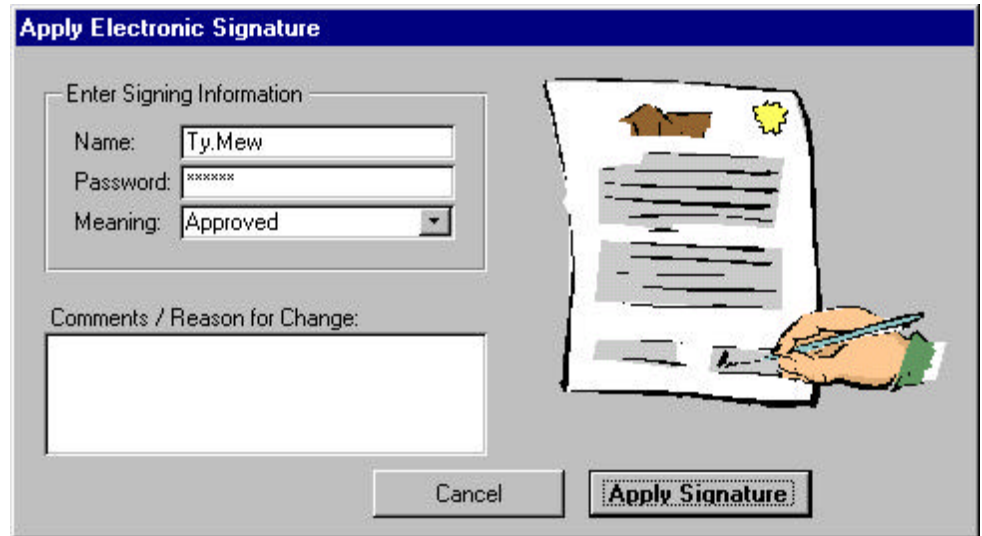 Apply Electronic Signature
Enter Signing Information
Name: Ty.Mew
Password: ******
Meaning: Approved
Comments / Reason for Change:
Cancel Apply Signature